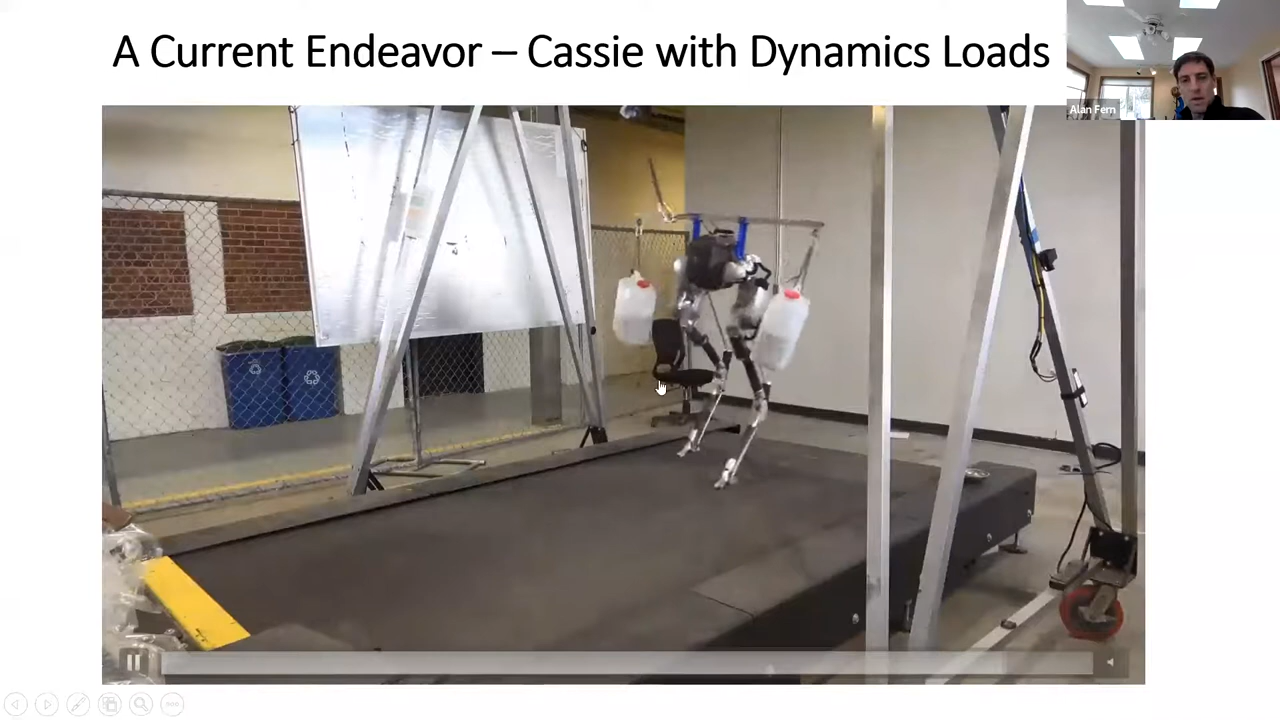 A Current Endeavor – Cassie with Dynamics Loads
Alan Fern